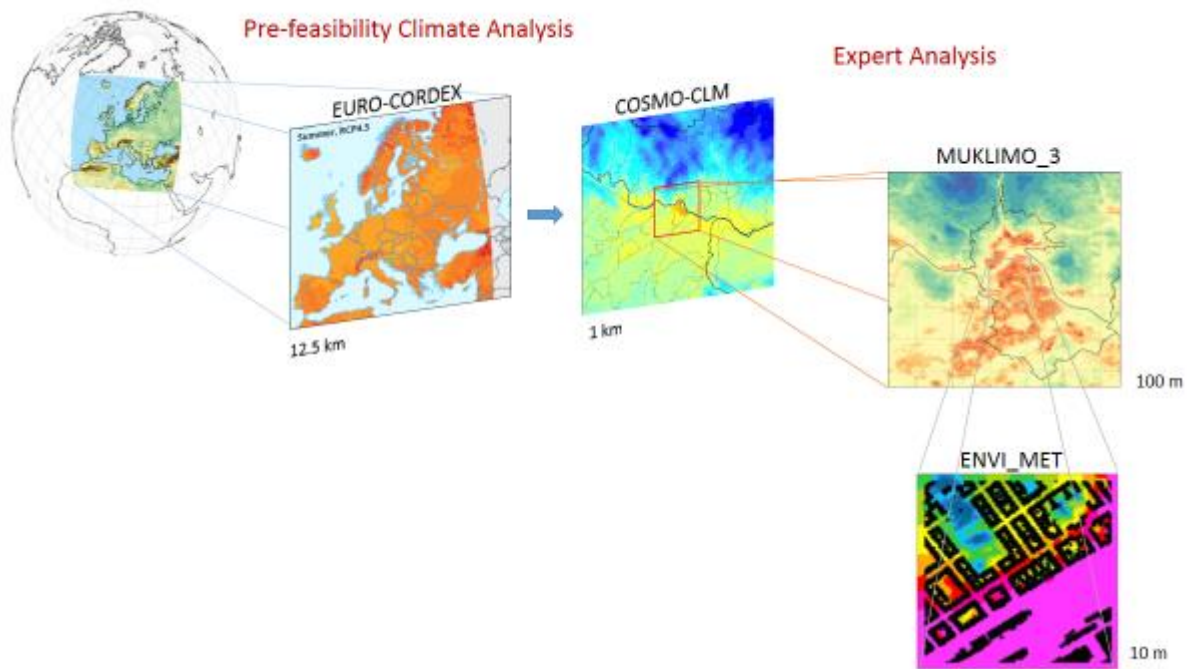 Pre-feasibility Climate Analysis
Expert Analysis
EURO-CORDEX
Summer, RCP4.5
12.5 km
COSMO-CLM
1 km
MUKLIMO_3
100 m
ENVI_MET
10 m